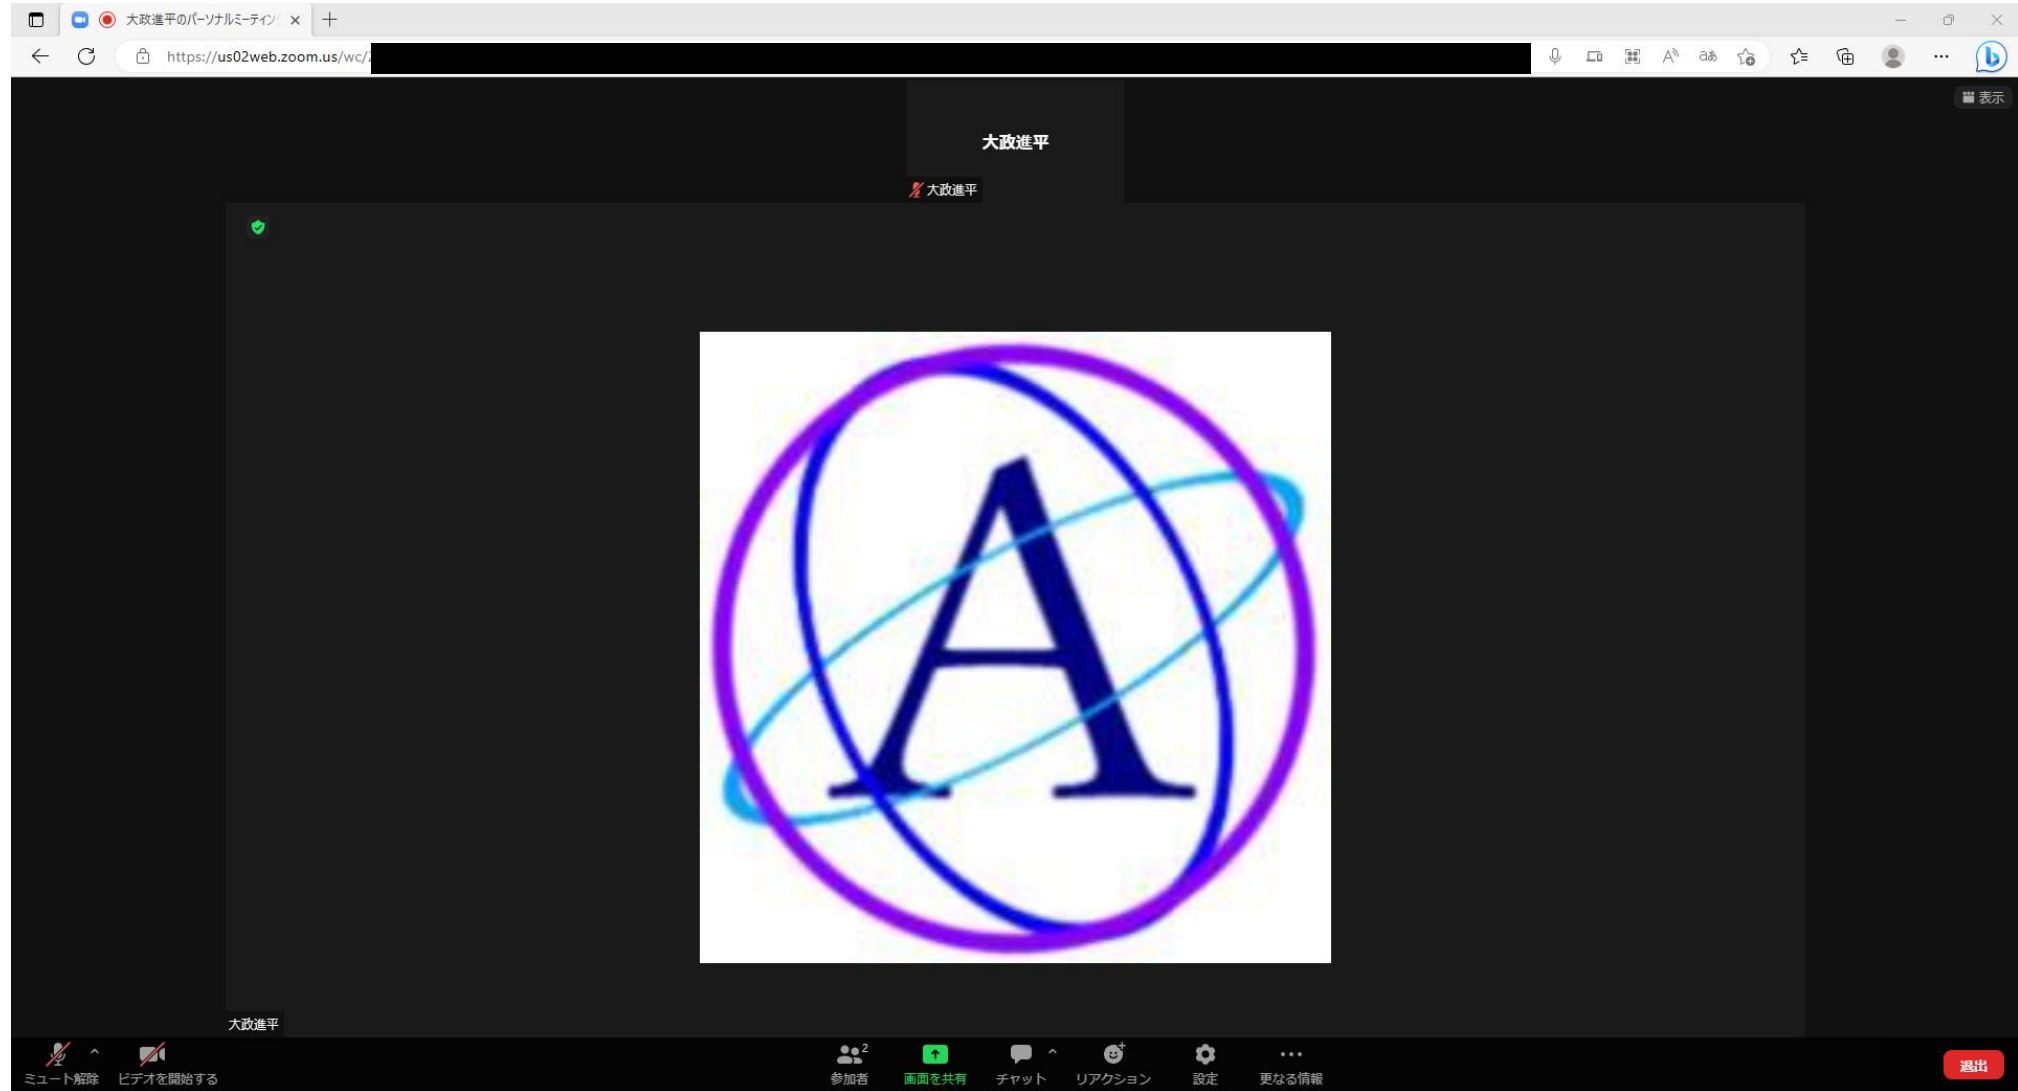 大政進平のパーソナルミーティン
https://us02web.zoom.us/wc/
表示
大政進平
大政進平
A
大政進平
ミュート解除 ビデオを開始する 参加者 2 画面を共有 チャット リアクション 設定 更なる情報 退出